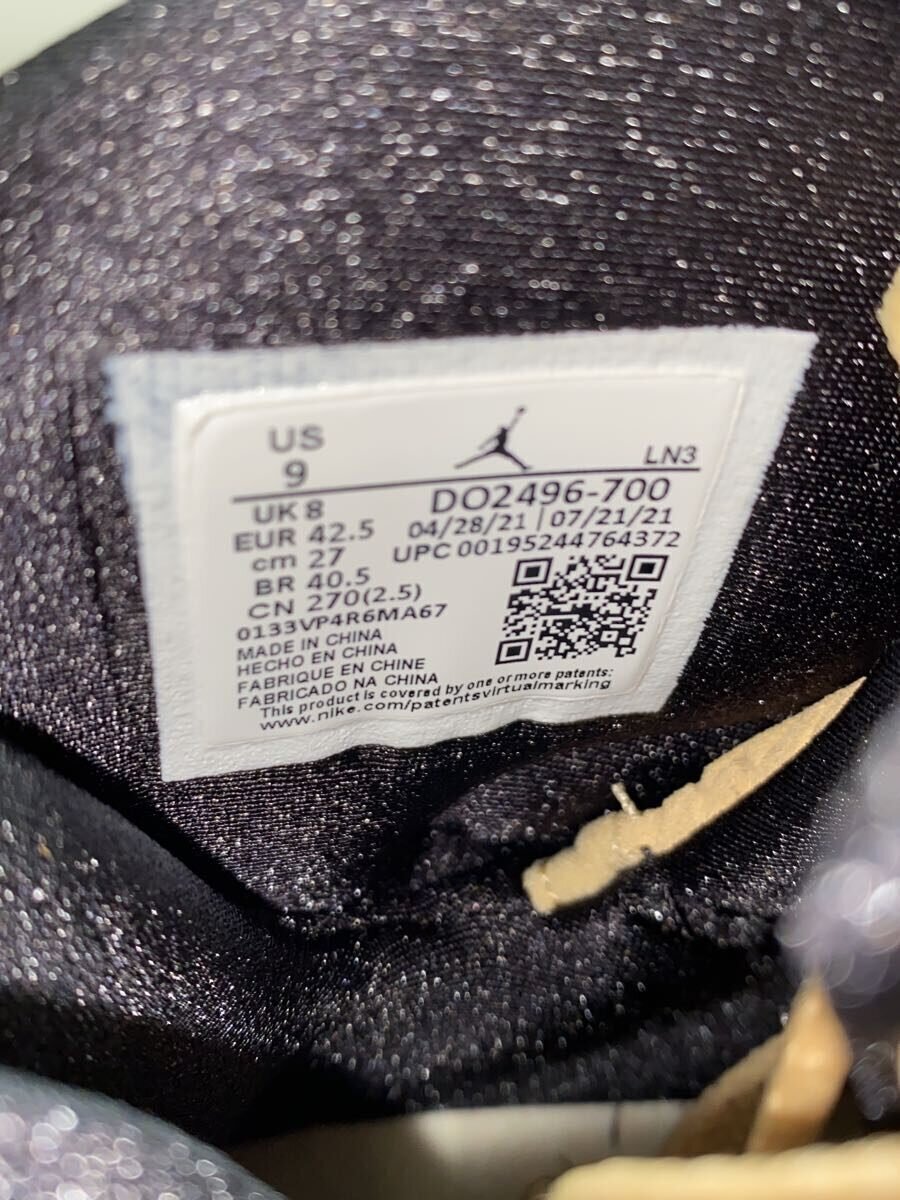 US
9
LN3
UK 8
EUR 42.5
cm 27
BR 40.5
CN 270(2.5)
DO2496-700
04/28/21 | 07/21/21
UPC 00195244764372
0133VP4R6MA67
MADE IN CHINA
HECHO EN CHINA
FABRIQUE EN CHINE
FABRICADO NA CHINA
This product is covered by one or more patents:
www.nike.com/patentsvirtualmarking